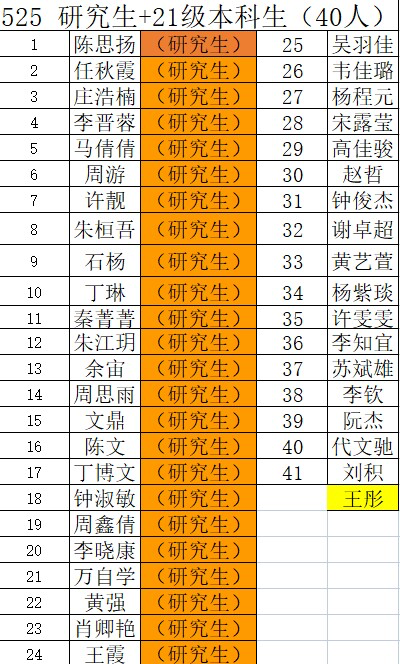 525 研究生+21级本科生（40人）
1 陈思扬 （研究生） 25 吴羽佳
2 任秋霞 （研究生） 26 韦佳璐
3 庄浩楠 （研究生） 27 杨程元
4 李晋蓉 （研究生） 28 宋露莹
5 马倩倩 （研究生） 29 高佳骏
6 周游 （研究生） 30 赵哲
7 许靓 （研究生） 31 钟俊杰
8 朱桓吾 （研究生） 32 谢卓超
9 石杨 （研究生） 33 黄艺萱
10 丁琳 （研究生） 34 杨紫琰
11 秦菁菁 （研究生） 35 许雯雯
12 朱江玥 （研究生） 36 李知宜
13 余宙 （研究生） 37 苏斌雄
14 周思雨 （研究生） 38 李钦
15 文鼎 （研究生） 39 阮杰
16 陈文 （研究生） 40 代文驰
17 丁博文 （研究生） 41 刘积
18 钟淑敏 （研究生） 王彤
19 周鑫倩 （研究生）
20 李晓康 （研究生）
21 万自学 （研究生）
22 黄强 （研究生）
23 肖卿艳 （研究生）
24 王霞 （研究生）